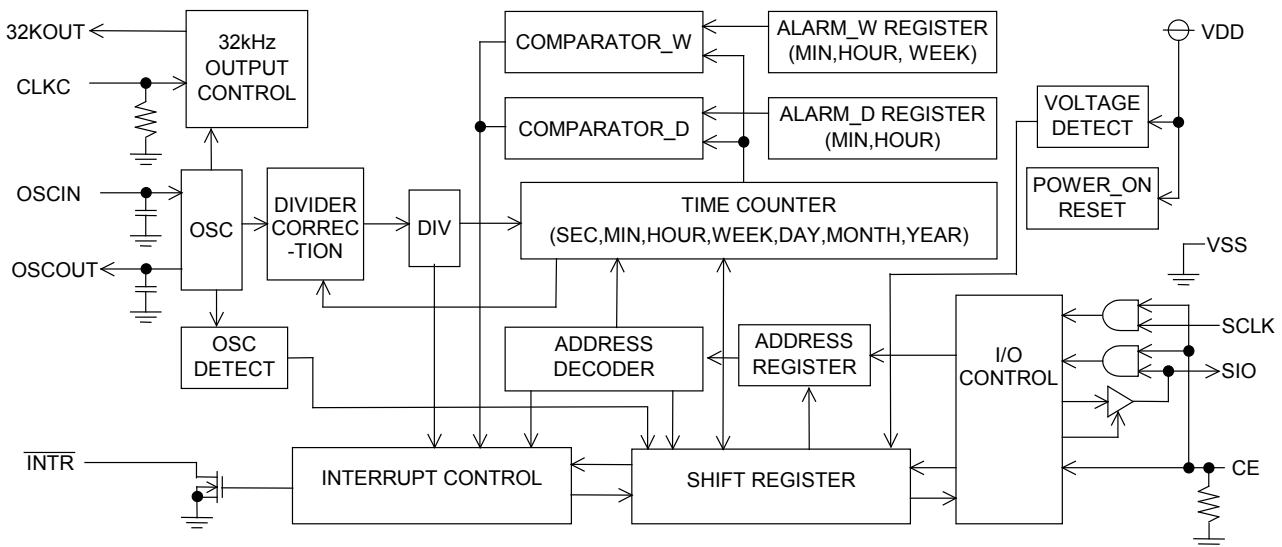 32KOUT
CLKC
OSCIN
OSCOUT
INTR
32kHz
OUTPUT
CONTROL
OSC
OSC
DETECT
DIVIDER
CORREC
-TION
DIV
COMPARATOR_W
COMPARATOR_D
ALARM_W REGISTER
(MIN,HOUR, WEEK)
ALARM_D REGISTER
(MIN,HOUR)
TIME COUNTER
(SEC,MIN,HOUR,WEEK,DAY,MONTH,YEAR)
ADDRESS
DECODER
ADDRESS
REGISTER
INTERRUPT CONTROL
SHIFT REGISTER
I/O
CONTROL
VOLTAGE
DETECT
POWER_ON
RESET
VDD
VSS
SCLK
SIO
CE